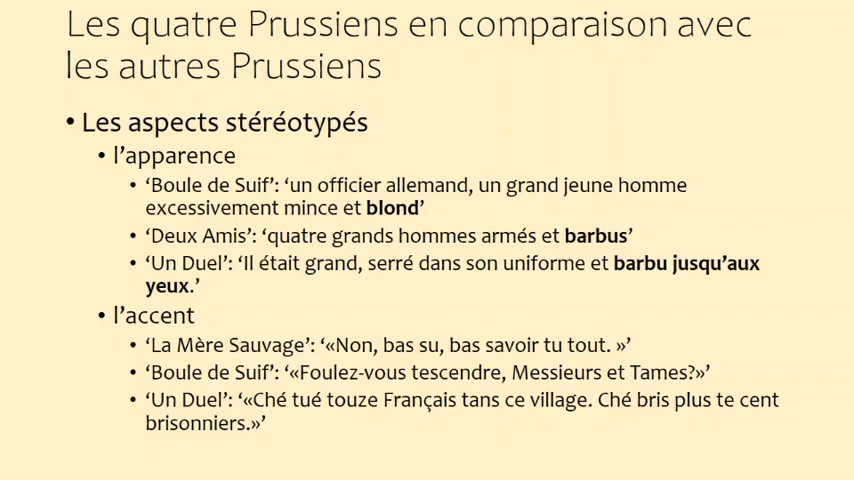 Les quatre Prussiens en comparaison avec
les autres Prussiens
• Les aspects stéréotypés
• l’apparence
• ‘Boule de Suif’: ‘un officier allemand, un grand jeune homme
excessivement mince et blond’
• ‘Deux Amis’: ‘quatre grands hommes armés et barbus’
• ‘Un Duel’: ‘Il était grand, serré dans son uniforme et barbu jusqu’aux
yeux.’
• l’accent
• ‘La Mère Sauvage’: ‘«Non, bas su, bas savoir tu tout. »’
• ‘Boule de Suif’: ‘«Foulez-vous tescendre, Messieurs et Tames?»’
• ‘Un Duel’: ‘«Ché tué touze Français tans ce village. Ché bris plus te cent
brisonniers.»’